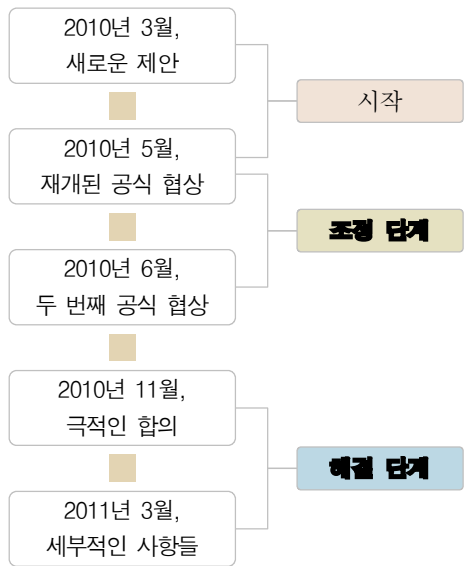 2010년 3월,
새로운 제안
시작
2010년 5월,
재개된 공식 협상
조정 단계
2010년 6월,
두 번째 공식 협상
2010년 11월,
극적인 합의
해결 단계
2011년 3월,
세부적인 사항들